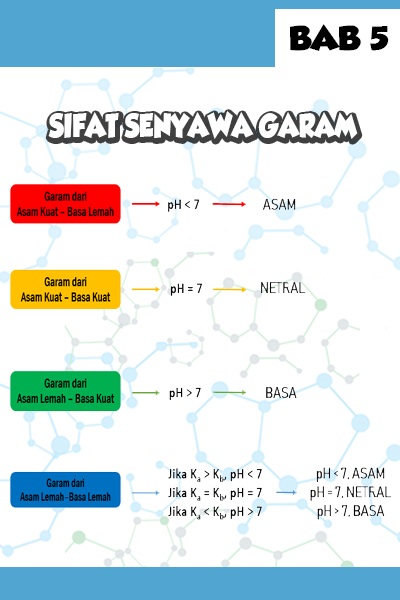 BAB 5
SIFAT SENYAWA GARAM
Garam dari
Asam Kuat – Basa Lemah
pH < 7
ASAM
Garam dari
Asam Kuat – Basa Kuat
pH = 7
NETRAL
Garam dari
Asam Lemah – Basa Kuat
pH > 7
BASA
Garam dari
Asam Lemah -Basa Lemah
Jika Ka > Kb, pH < 7
Jika Ka = Kb, pH = 7
Jika Ka < Kb, pH > 7
pH < 7, ASAM
pH = 7, NETRAL
pH > 7, BASA